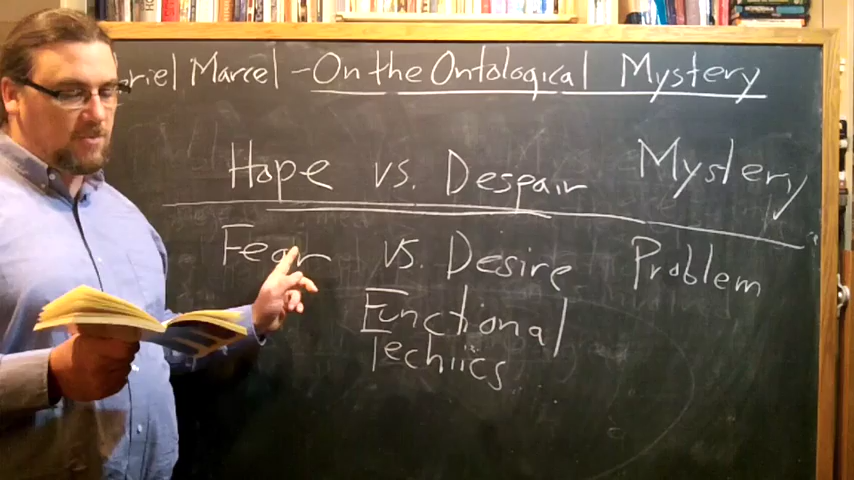 riel Marcel - On the Ontological Mystery
Hope vs. Despair Mystery
Fear vs. Desire Problem
Functional
Techiics